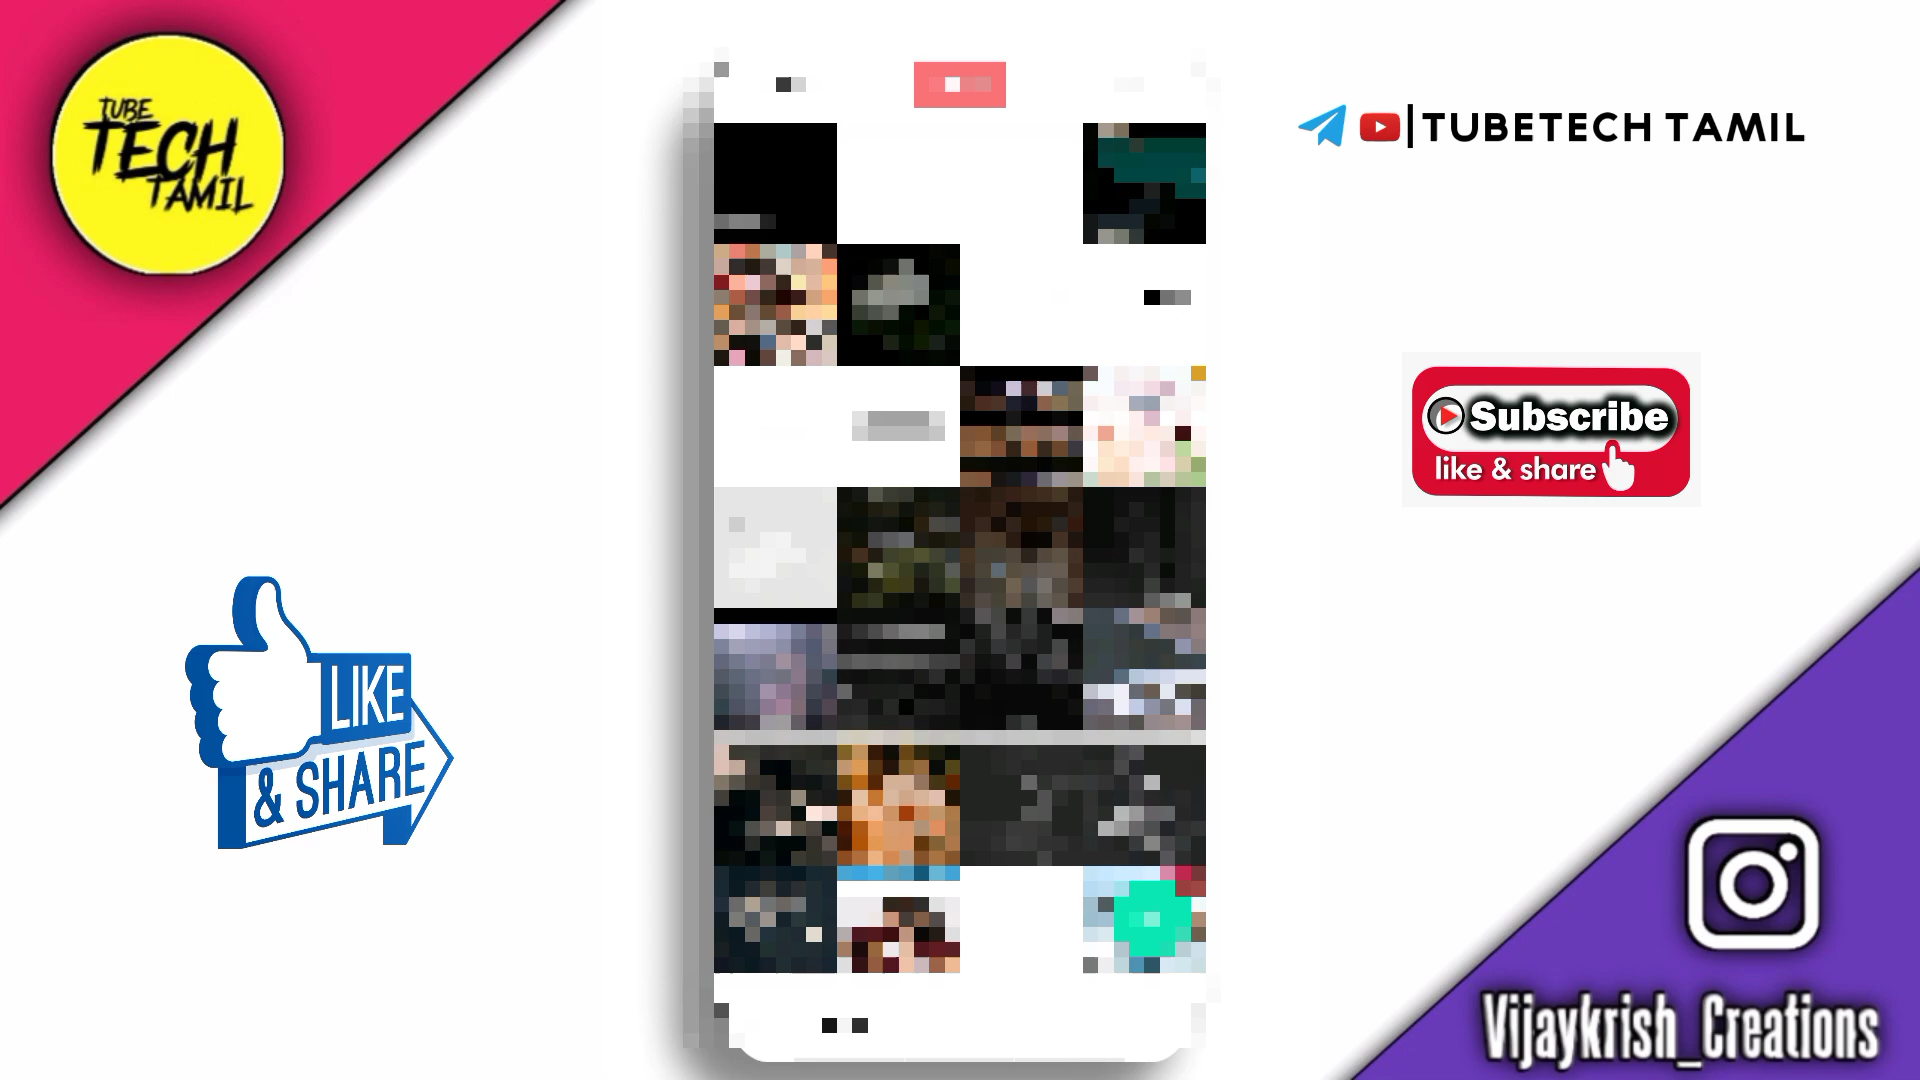 TUBE
TECH
TAMIL
|TUBETECH TAMIL
Subscribe
like & share
LIKE
& SHARE
Vijaykrish_Creations